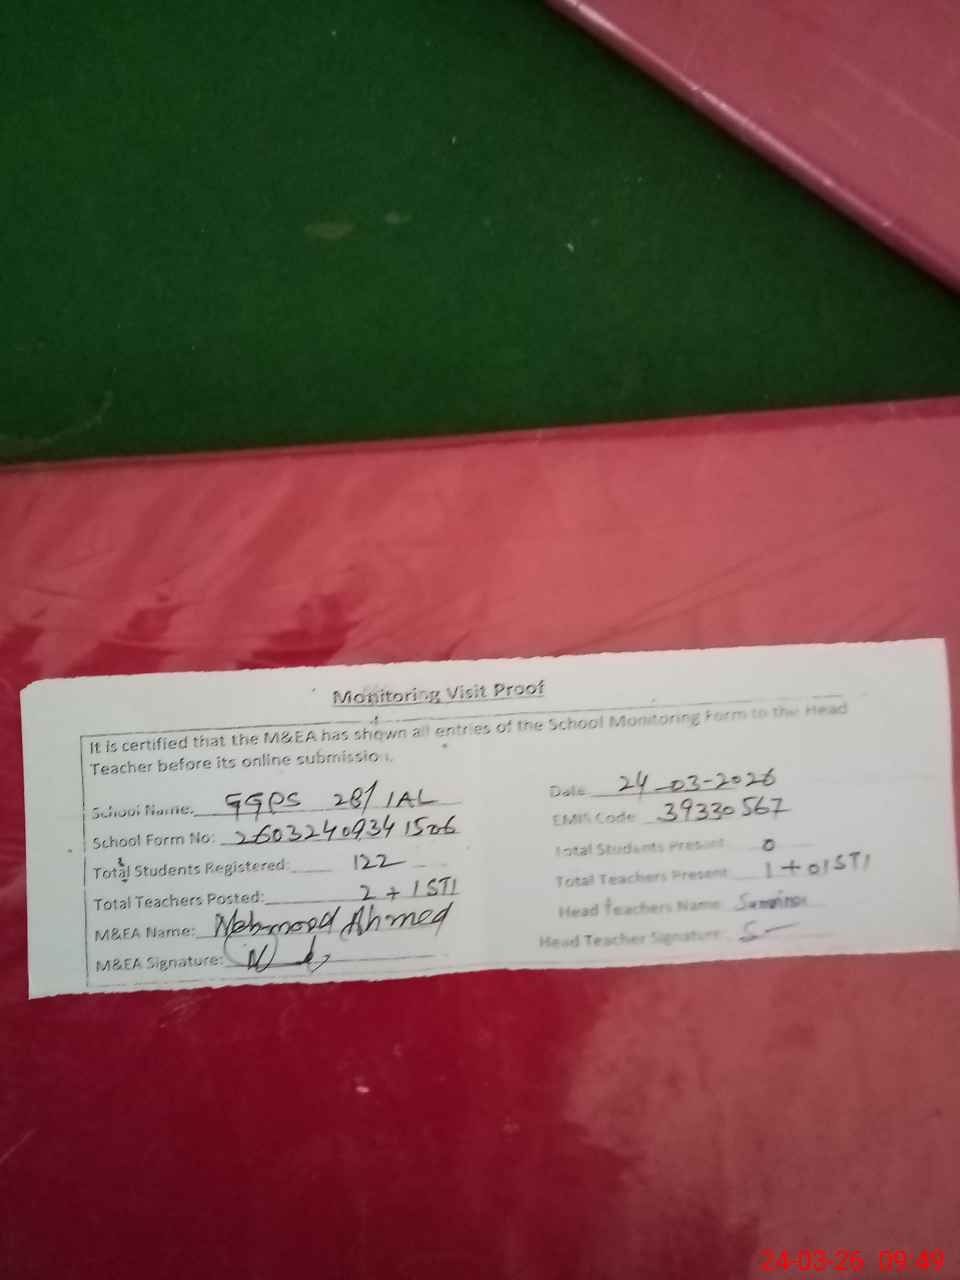 Monitoring Visit Proof
It is certified that the M&EA has shown all entries of the School Monitoring Form to the Head
Teacher before its online submission.
School Name: GGPS 28/1AL
Date 24-03-2026
School Form No: 26032409341506
EMIS Code 39330567
Total Students Registered: 122
Total Students Present 0
Total Teachers Posted: 2 + 1 STI
Total Teachers Present 1 + 01 STI
M&EA Name: Mehmood Ahmed
Head Teachers Name
M&EA Signature:
Head Teacher Signature:
24-03-26 09:49